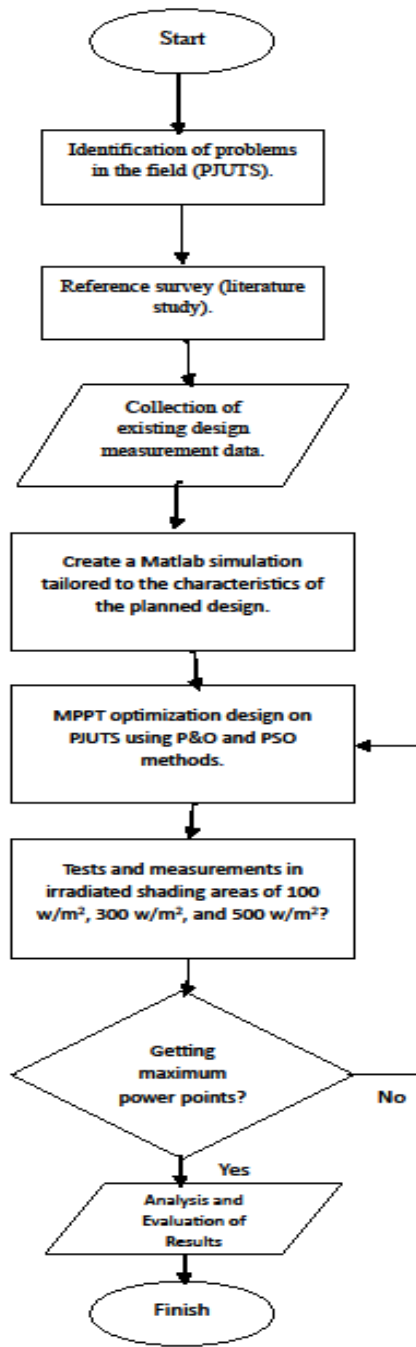 Start
Identification of problems
in the field (PJUTS).
Reference survey (literature
study).
Collection of
existing design
measurement data.
Create a Matlab simulation
tailored to the characteristics of
the planned design.
MPPT optimization design on
PJUTS using P&O and PSO
methods.
Tests and measurements in
irradiated shading areas of 100
w/m², 300 w/m², and 500 w/m²?
Getting
maximum
power points?
No
Yes
Analysis and
Evaluation of
Results
Finish